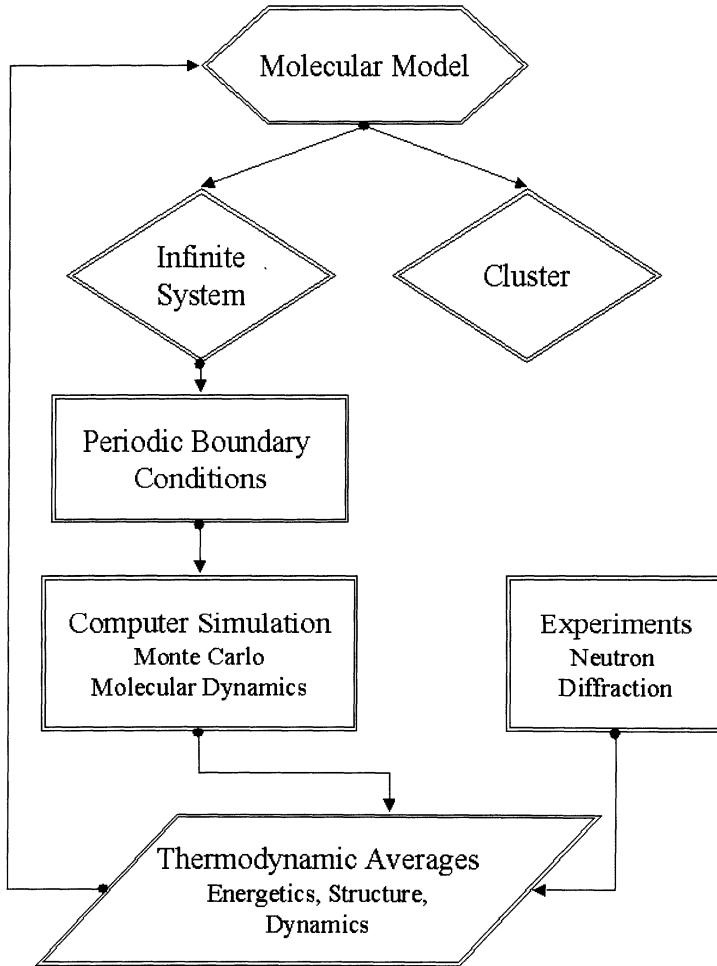 Molecular Model
Infinite
System
Cluster
Periodic Boundary
Conditions
Computer Simulation
Monte Carlo
Molecular Dynamics
Experiments
Neutron
Diffraction
Thermodynamic Averages
Energetics, Structure,
Dynamics